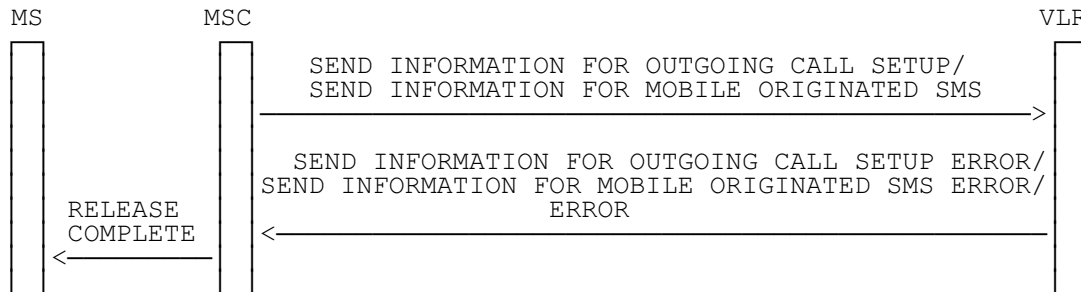 MS MSC VLR
SEND INFORMATION FOR OUTGOING CALL SETUP/
SEND INFORMATION FOR MOBILE ORIGINATED SMS
SEND INFORMATION FOR OUTGOING CALL SETUP ERROR/
SEND INFORMATION FOR MOBILE ORIGINATED SMS ERROR/
RELEASE ERROR
COMPLETE